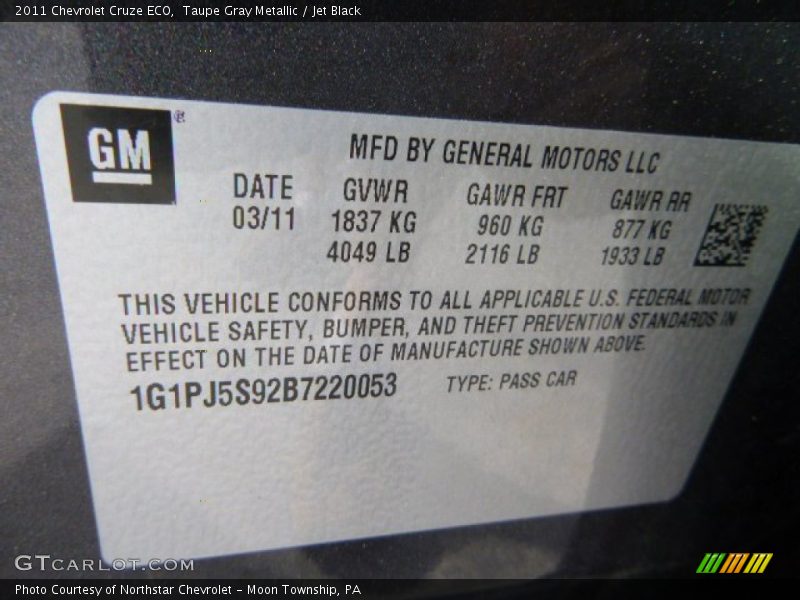 2011 Chevrolet Cruze ECO, Taupe Gray Metallic / Jet Black
GM ®
MFD BY GENERAL MOTORS LLC
DATE GVWR GAWR FRT GAWR RR
03/11 1837 KG 960 KG 877 KG
4049 LB 2116 LB 1933 LB
THIS VEHICLE CONFORMS TO ALL APPLICABLE U.S. FEDERAL MOTOR
VEHICLE SAFETY, BUMPER, AND THEFT PREVENTION STANDARDS IN
EFFECT ON THE DATE OF MANUFACTURE SHOWN ABOVE.
1G1PJ5S92B7220053 TYPE: PASS CAR
GTCARLOT.COM
Photo Courtesy of Northstar Chevrolet - Moon Township, PA